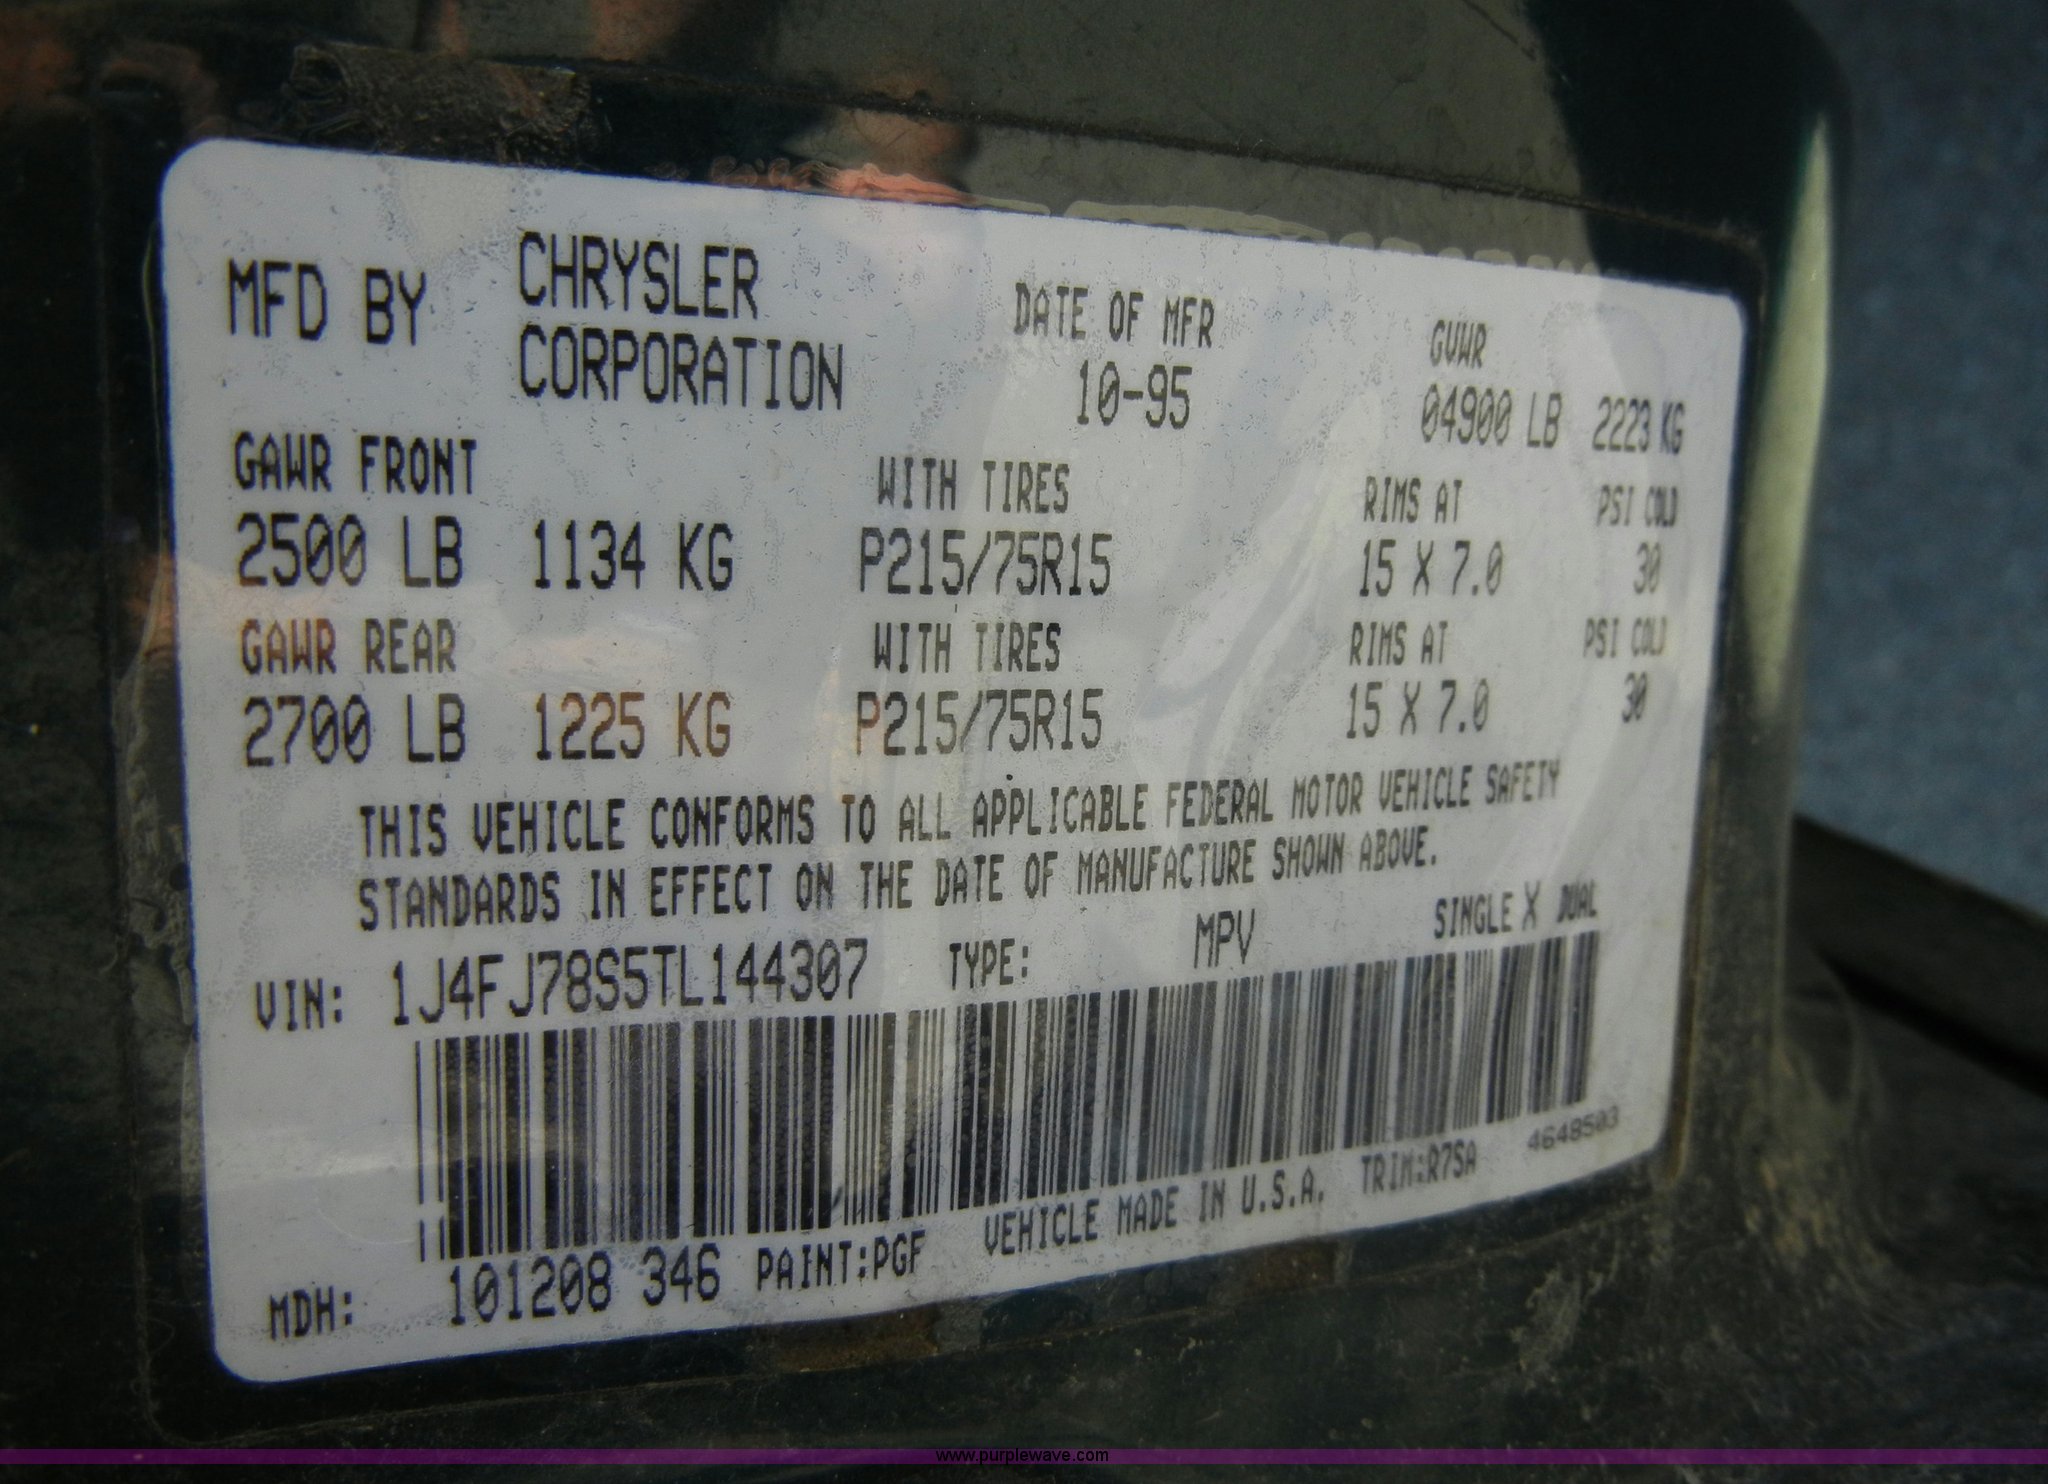 MFD BY CHRYSLER CORPORATION
DATE OF MFR
10-95
GVWR
04900 LB 2223 KG
GAWR FRONT WITH TIRES RIMS AT PSI COLD
2500 LB 1134 KG P215/75R15 15 X 7.0 30
GAWR REAR WITH TIRES RIMS AT PSI COLD
2700 LB 1225 KG P215/75R15 15 X 7.0 30
THIS VEHICLE CONFORMS TO ALL APPLICABLE FEDERAL MOTOR VEHICLE SAFETY
STANDARDS IN EFFECT ON THE DATE OF MANUFACTURE SHOWN ABOVE.
VIN: 1J4FJ78S5TL144307 TYPE: MPV SINGLE X DUAL
MDH: 101208 346 PAINT:PGF VEHICLE MADE IN U.S.A. TRIM:R7SA 4648503
www.purplewave.com